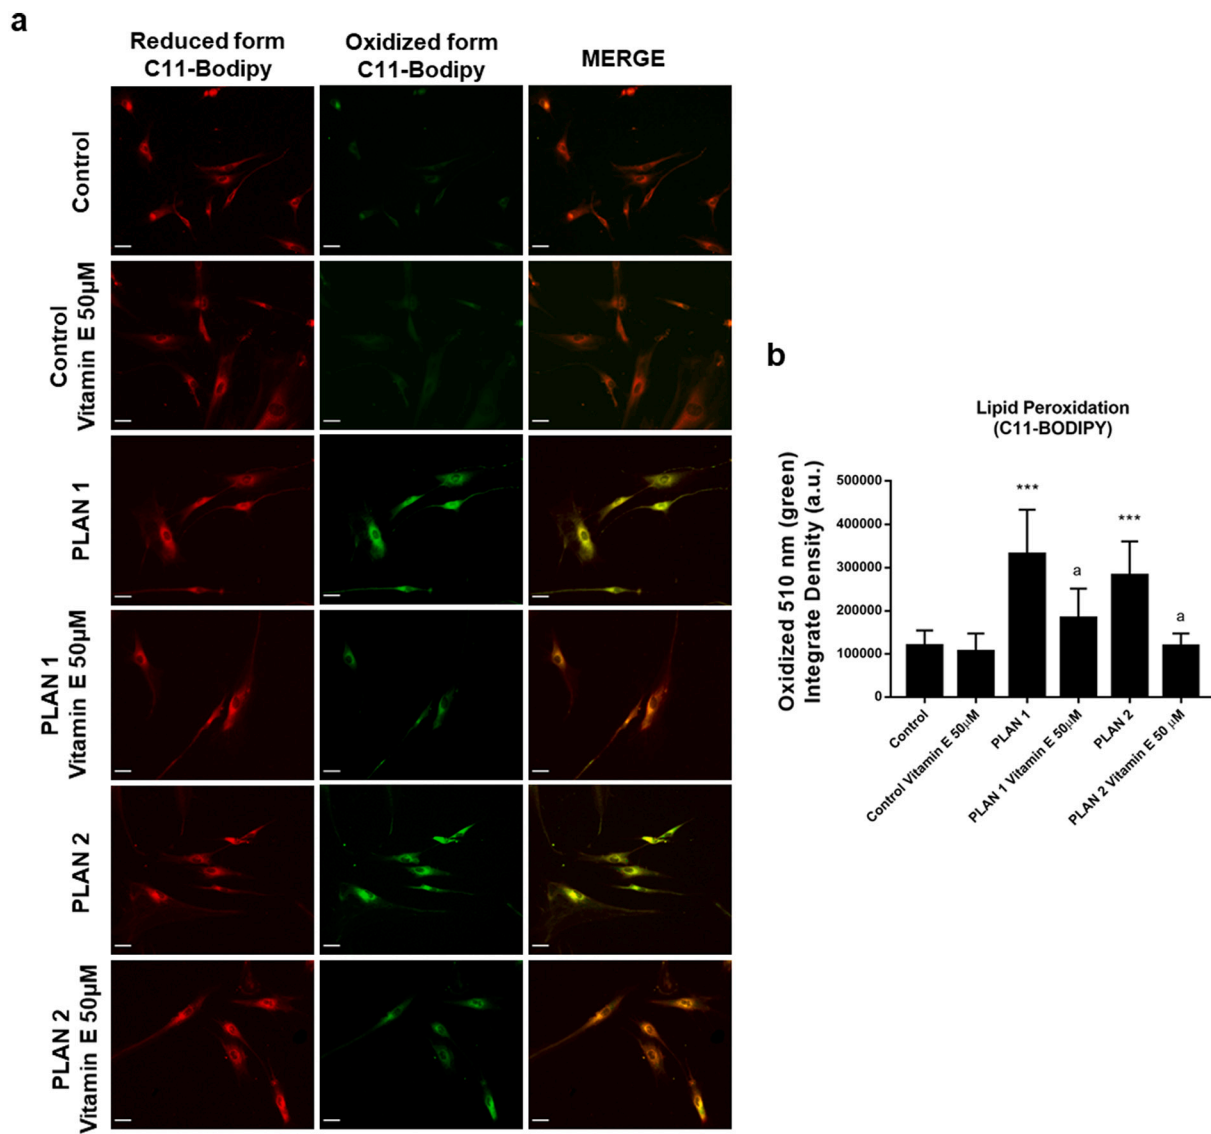 a
Reduced form
C11-Bodipy
Oxidized form
C11-Bodipy
MERGE
Control
Control
Vitamin E 50µM
PLAN 1
PLAN 1
Vitamin E 50µM
PLAN 2
PLAN 2
Vitamin E 50µM
b
Lipid Peroxidation
(C11-BODIPY)
Oxidized 510 nm (green)
Integrate Density (a.u.)
500000
400000
300000
200000
100000
0
***
a
***
a
Control
Control Vitamin E 50µM
PLAN 1
PLAN 1 Vitamin E 50µM
PLAN 2
PLAN 2 Vitamin E 50 µM